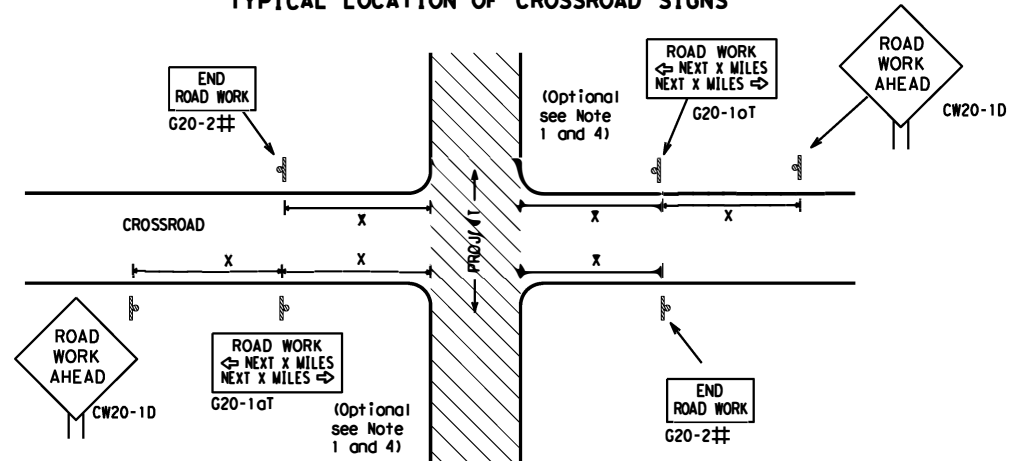 TYPICAL LOCATION OF CROSSROAD SIGNS
END
ROAD WORK
G20-2#
(Optional
see Note
1 and 4)
ROAD WORK
⇦ NEXT X MILES
NEXT X MILES ⇨
G20-1oT
ROAD
WORK
AHEAD
CW20-1D
CROSSROAD
X
X
X
PROJECT
X
X
X
ROAD
WORK
AHEAD
CW20-1D
ROAD WORK
⇦ NEXT X MILES
NEXT X MILES ⇨
G20-1aT
(Optional
see Note
1 and 4)
END
ROAD WORK
G20-2#